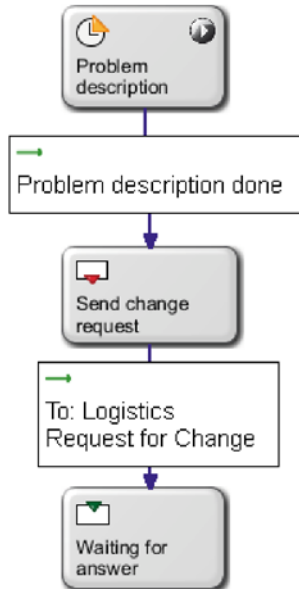 Problem
description
Problem description done
Send change
request
To: Logistics
Request for Change
Waiting for
answer